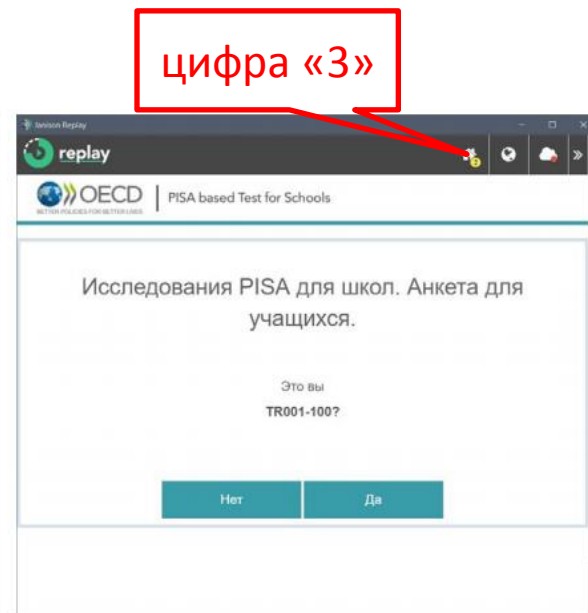 цифра «3»
Janison Replay
replay
OECD
BETTER POLICIES FOR BETTER LIVES
PISA based Test for Schools
Исследования PISA для школ. Анкета для
учащихся.
Это вы
TR001-100?
Нет
Да